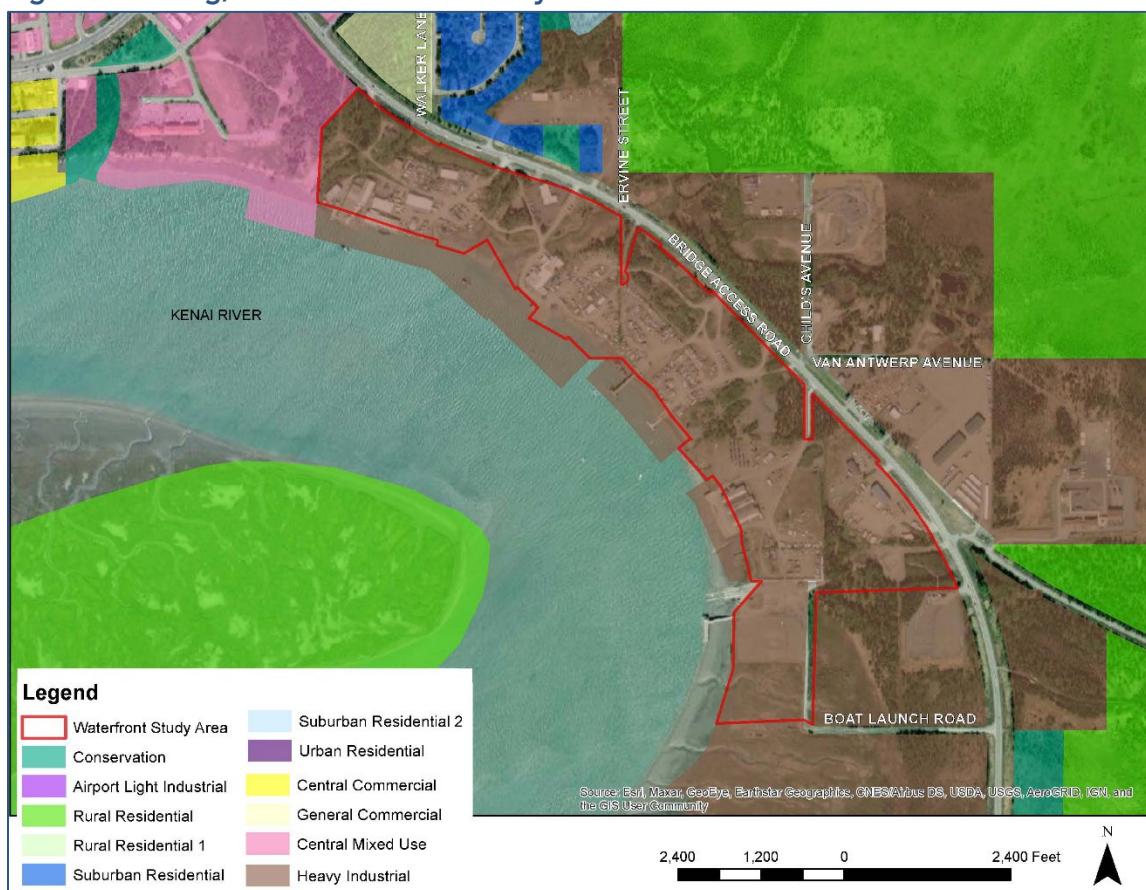 WALKER LANE
ERVINE STREET
BRIDGE ACCESS ROAD
CHILD'S AVENUE
VAN ANTWERP AVENUE
KENAI RIVER
BOAT LAUNCH ROAD
Legend
Waterfront Study Area
Conservation
Airport Light Industrial
Rural Residential
Rural Residential 1
Suburban Residential
Suburban Residential 2
Urban Residential
Central Commercial
General Commercial
Central Mixed Use
Heavy Industrial
Source: Esri, Maxar, GeoEye, Earthstar Geographics, CNES/Airbus DS, USDA, USGS, AeroGRID, IGN, and
the GIS User Community
2,400 1,200 0 2,400 Feet
N